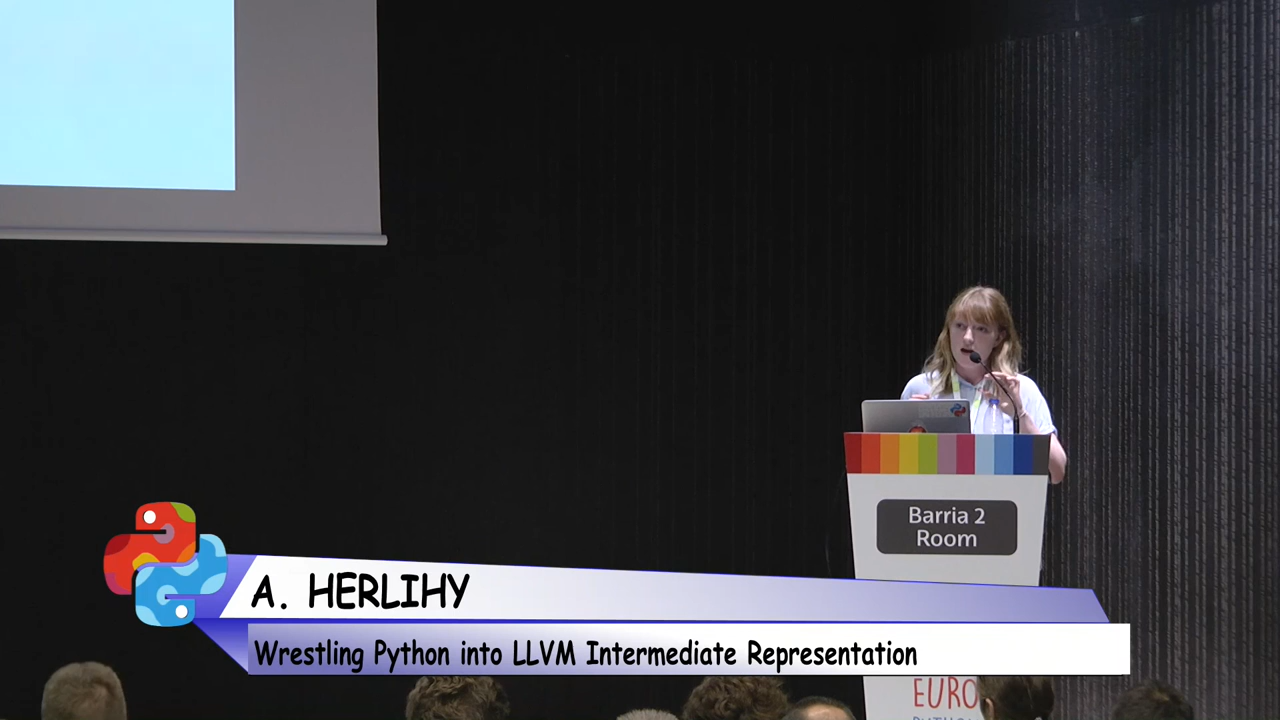 Barria 2
Room
A. HERLIHY
Wrestling Python into LLVM Intermediate Representation
EURO